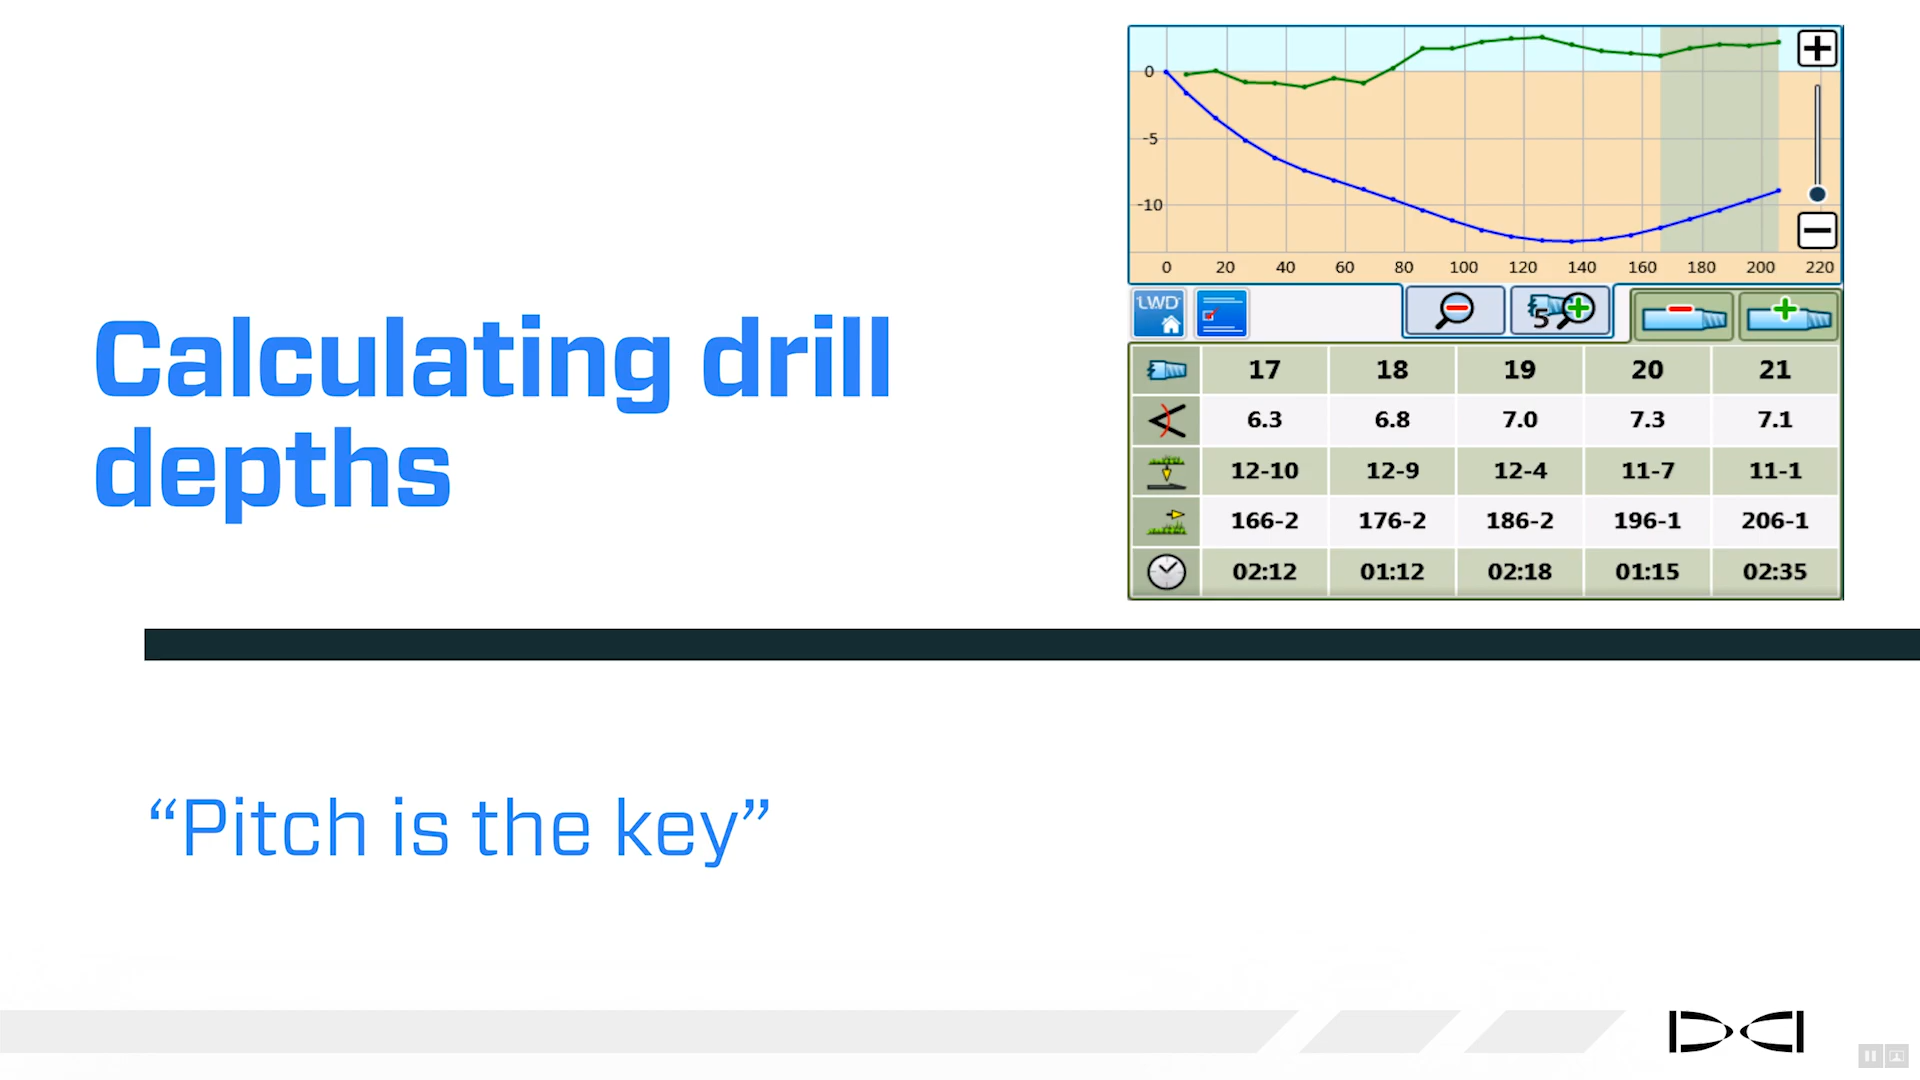 Calculating drill
depths
“Pitch is the key”
0
-5
-10
0 20 40 60 80 100 120 140 160 180 200 220
LWD
5
17 18 19 20 21
6.3 6.8 7.0 7.3 7.1
12-10 12-9 12-4 11-7 11-1
166-2 176-2 186-2 196-1 206-1
02:12 01:12 02:18 01:15 02:35
DCI